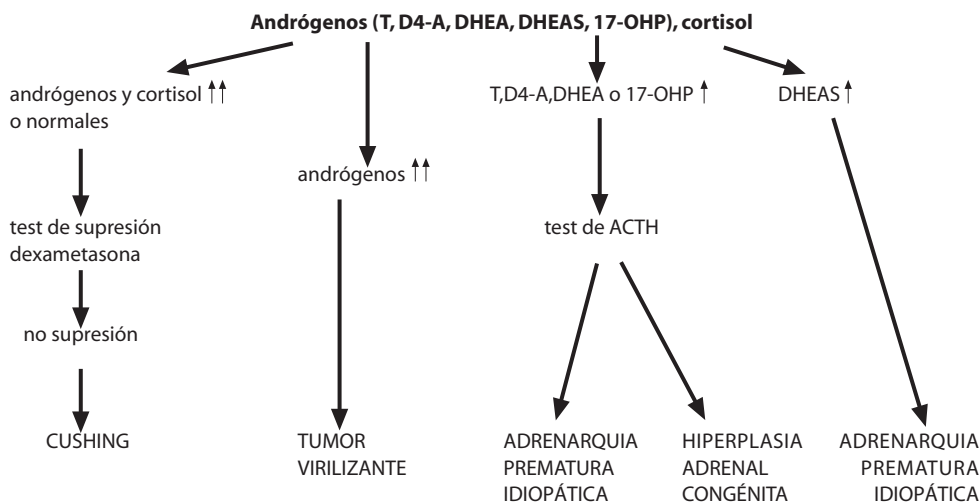 Andrógenos (T, D4-A, DHEA, DHEAS, 17-OHP), cortisol
andrógenos y cortisol ↑↑
o normales
test de supresión
dexametasona
no supresión
CUSHING
andrógenos ↑↑
TUMOR
VIRILIZANTE
T,D4-A,DHEA o 17-OHP ↑
test de ACTH
ADRENARQUIA
PREMATURA
IDIOPÁTICA
HIPERPLASIA
ADRENAL
CONGÉNITA
DHEAS ↑
ADRENARQUIA
PREMATURA
IDIOPÁTICA